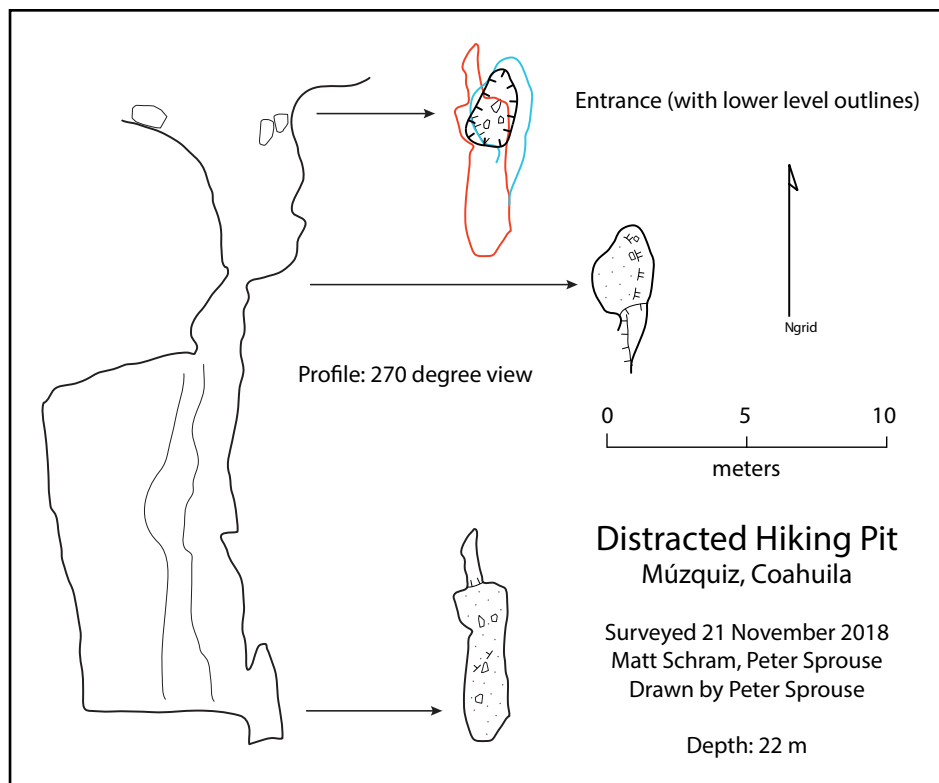 Entrance (with lower level outlines)
Ngrid
Profile: 270 degree view
0 5 10
meters
Distracted Hiking Pit
Múzquiz, Coahuila
Surveyed 21 November 2018
Matt Schram, Peter Sprouse
Drawn by Peter Sprouse
Depth: 22 m